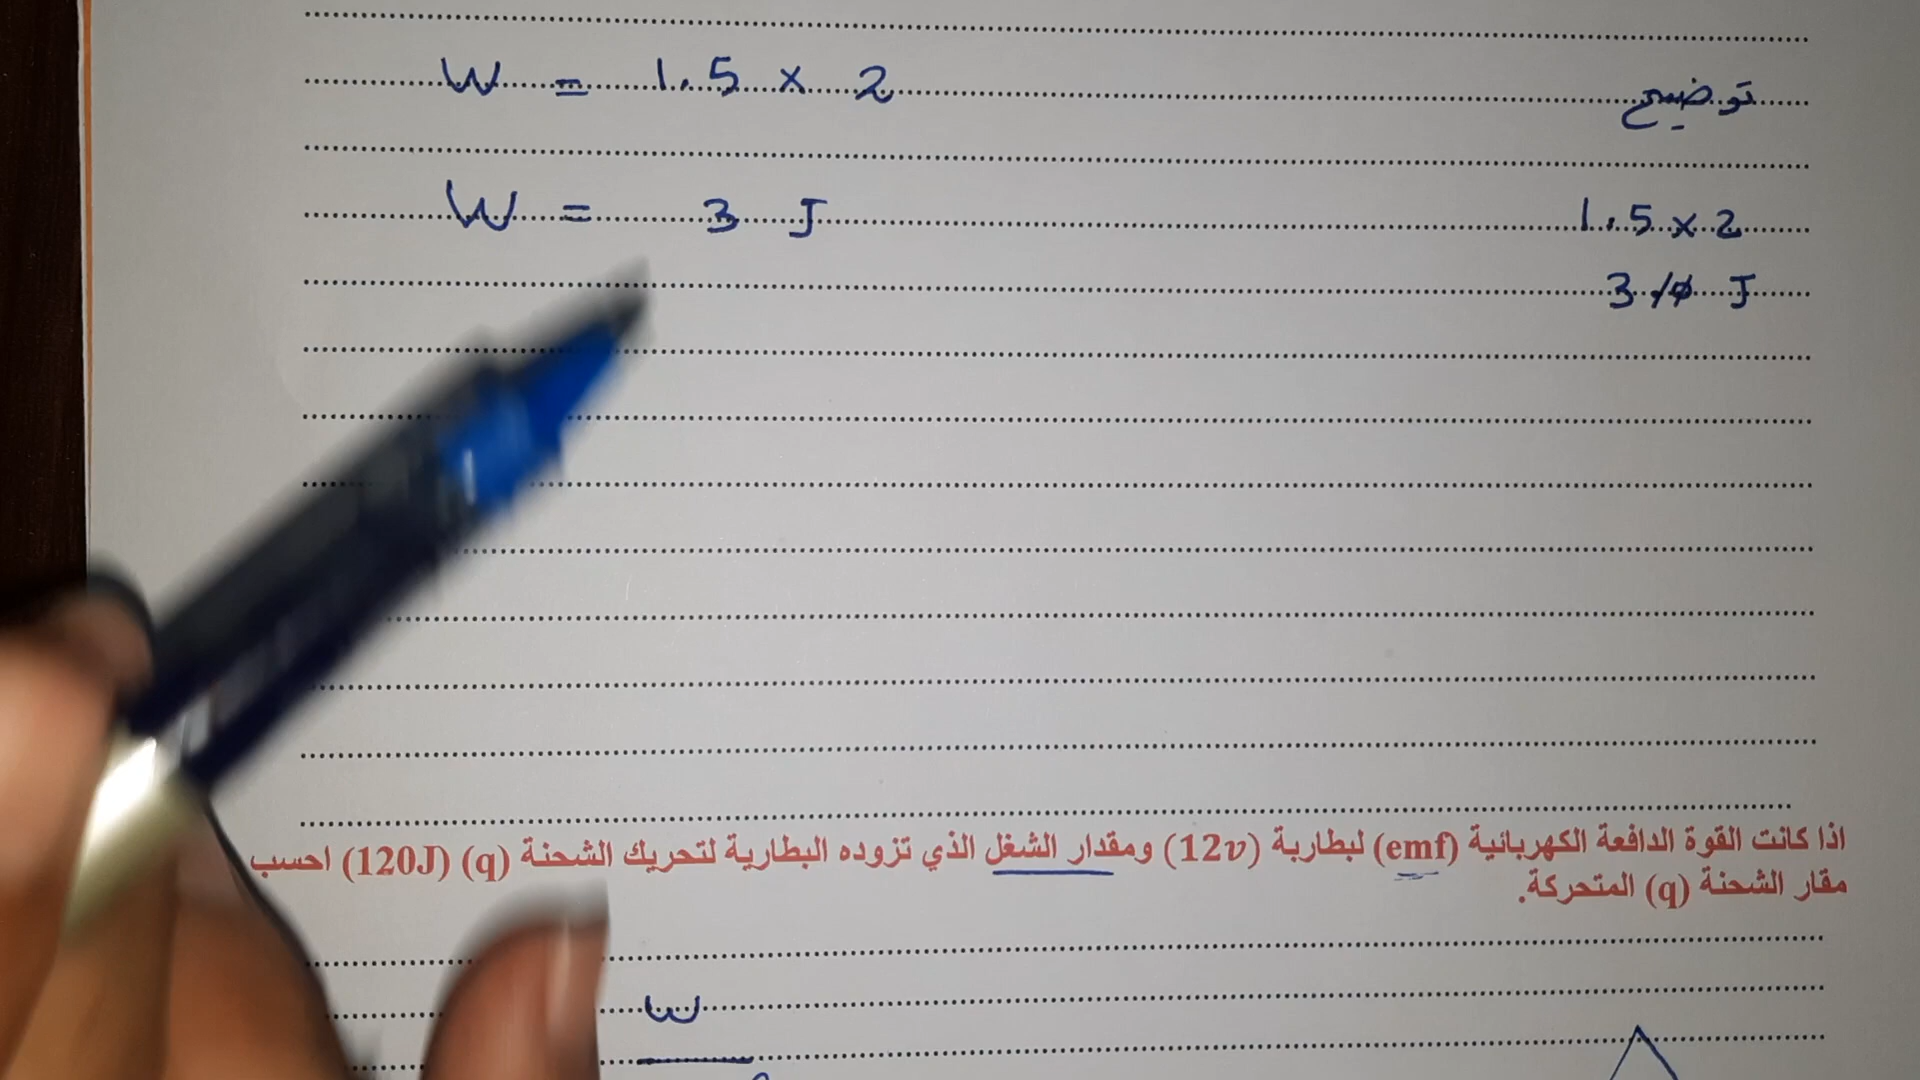 W = 1.5 x 2
توضيح
W = 3 J
1.5 x 2
3.0 J
اذا كانت القوة الدافعة الكهربائية (emf) لبطارية (12v) ومقدار الشغل الذي تزوده البطارية لتحريك الشحنة (q) (120J) احسب
مقار الشحنة (q) المتحركة.
W